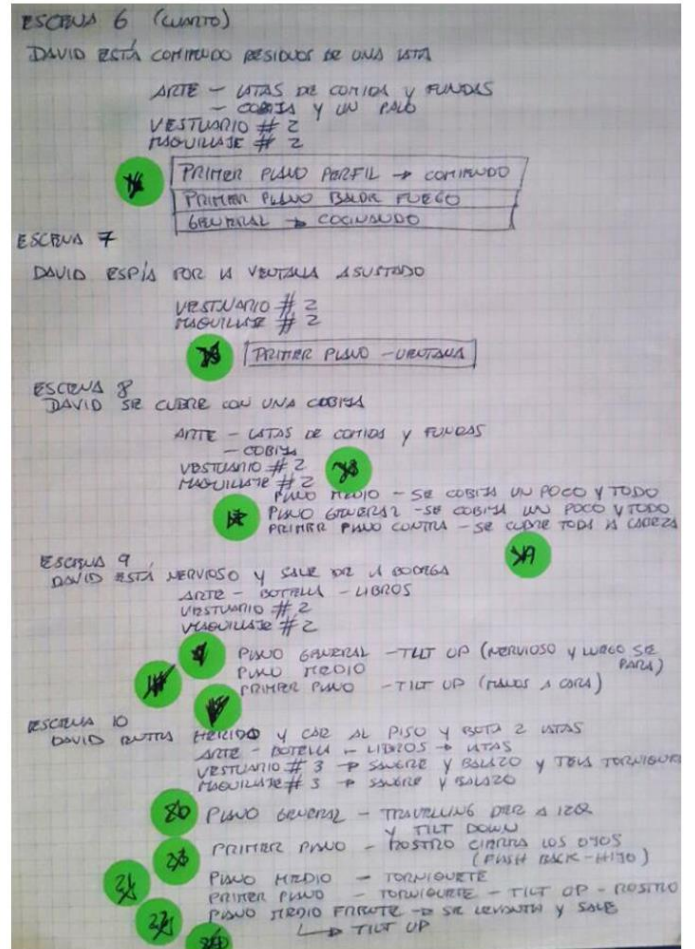 ESCENA 6 (CUARTO)
DAVID ESTÁ COMIENDO RESIDUOS DE UNA LATA
ARTE - LATAS DE COMIDA Y FUNDAS
- COBIJA Y UN PALO
VESTUARIO # 2
MAQUILLAJE # 2
PRIMER PLANO PERFIL → COMIENDO
PRIMER PLANO BALDE FUEGO
GENERAL → COCINANDO
ESCENA 7
DAVID ESPÍA POR LA VENTANA ASUSTADO
VESTUARIO # 2
MAQUILLAJE # 2
PRIMER PLANO - VENTANA
ESCENA 8
DAVID SE CUBRE CON UNA COBIJA
ARTE - LATAS DE COMIDA Y FUNDAS
- COBIJA
VESTUARIO # 2
MAQUILLAJE # 2
PLANO MEDIO - SE COBIJA UN POCO Y TODO
PLANO GENERAL - SE COBIJA UN POCO Y TODO
PRIMER PLANO CONTRA - SE CUBRE TODA LA CABEZA
ESCENA 9
DAVID ESTÁ NERVIOSO Y SALE DE LA BODEGA
ARTE - BOTELLA - LIBROS
VESTUARIO # 2
MAQUILLAJE # 2
PLANO GENERAL - TILT UP (NERVIOSO Y LUEGO SE
PARA)
PLANO MEDIO
PRIMER PLANO - TILT UP (MANOS A CARA)
ESCENA 10
DAVID ENTRA HERIDO Y CAE AL PISO Y BOTA 2 LATAS
ARTE - BOTELLA - LIBROS → LATAS
VESTUARIO # 3 → SANGRE Y BALAZO Y TELA TORNIQUETE
MAQUILLAJE # 3 → SANGRE Y BALAZO
PLANO GENERAL - TRAVELLING DER A IZQ
Y TILT DOWN
PRIMER PLANO - ROSTRO CIERRA LOS OJOS
(FLASH BACK - HIJO)
PLANO MEDIO - TORNIQUETE
PRIMER PLANO - TORNIQUETE - TILT UP - ROSTRO
PLANO MEDIO FRENTE → SE LEVANTA Y SALE
↳ TILT UP